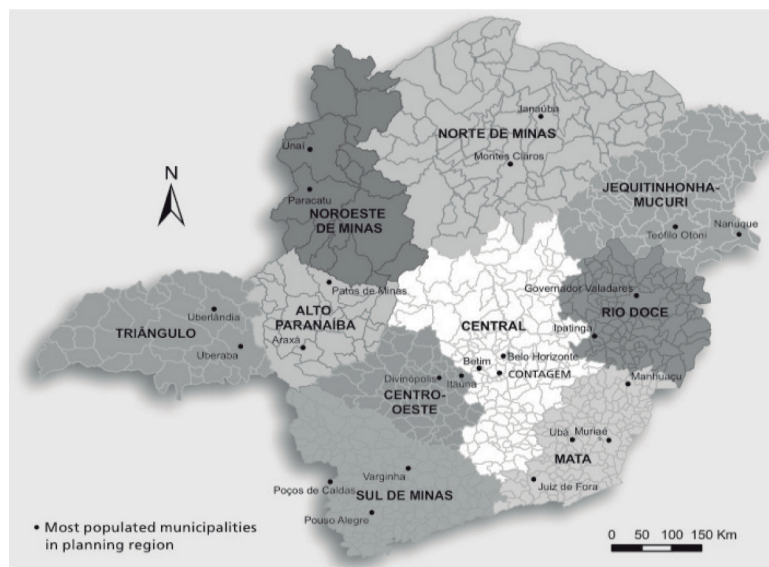 Janaúba
NORTE DE MINAS
Montes Claros
Unaí
Paracatu
NOROESTE
DE MINAS
N
JEQUITINHONHA-
MUCURI
Nanuque
Teófilo Otoni
Patos de Minas
Governador Valadares
RIO DOCE
Uberlândia
TRIÂNGULO
Uberaba
ALTO
PARANAÍBA
Araxá
CENTRAL
Ipatinga
Belo Horizonte
Betim
CONTAGEM
Divinópolis
Itaúna
CENTRO-
OESTE
Manhuaçu
Ubá
Muriaé
MATA
Juiz de Fora
Varginha
Poços de Caldas
SUL DE MINAS
Pouso Alegre
• Most populated municipalities
in planning region
0 50 100 150 Km